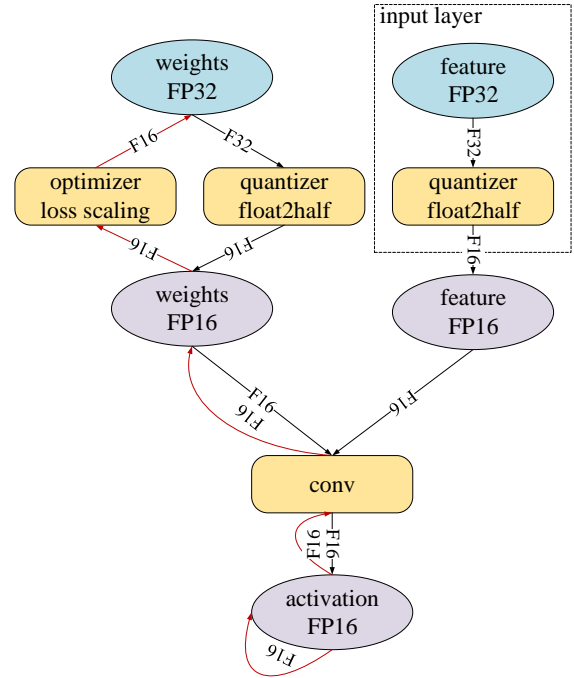 input layer
weights
FP32
feature
FP32
F16
F32
F32
optimizer
loss scaling
quantizer
float2half
quantizer
float2half
F16
F16
F16
weights
FP16
feature
FP16
F16
F16
F16
conv
F16
F16
activation
FP16
F16